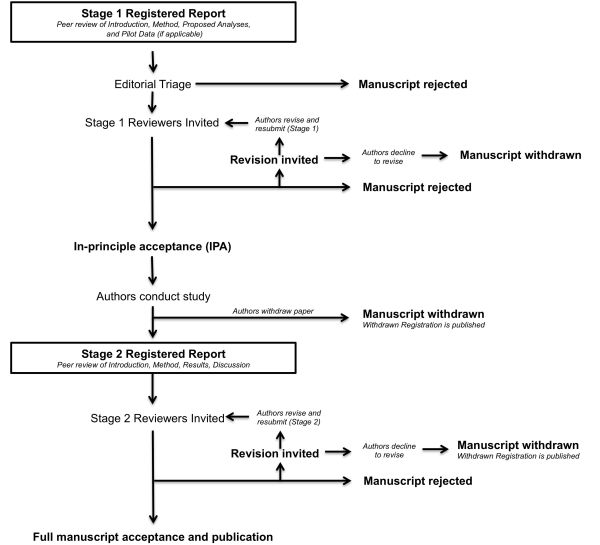 Stage 1 Registered Report
Peer review of Introduction, Method, Proposed Analyses,
and Pilot Data (if applicable)
Editorial Triage
Manuscript rejected
Stage 1 Reviewers Invited
Authors revise and
resubmit (Stage 1)
Revision invited
Authors decline
to revise
Manuscript withdrawn
Manuscript rejected
In-principle acceptance (IPA)
Authors conduct study
Authors withdraw paper
Manuscript withdrawn
Withdrawn Registration is published
Stage 2 Registered Report
Peer review of Introduction, Method, Results, Discussion
Stage 2 Reviewers Invited
Authors revise and
resubmit (Stage 2)
Revision invited
Authors decline
to revise
Manuscript withdrawn
Withdrawn Registration is published
Manuscript rejected
Full manuscript acceptance and publication